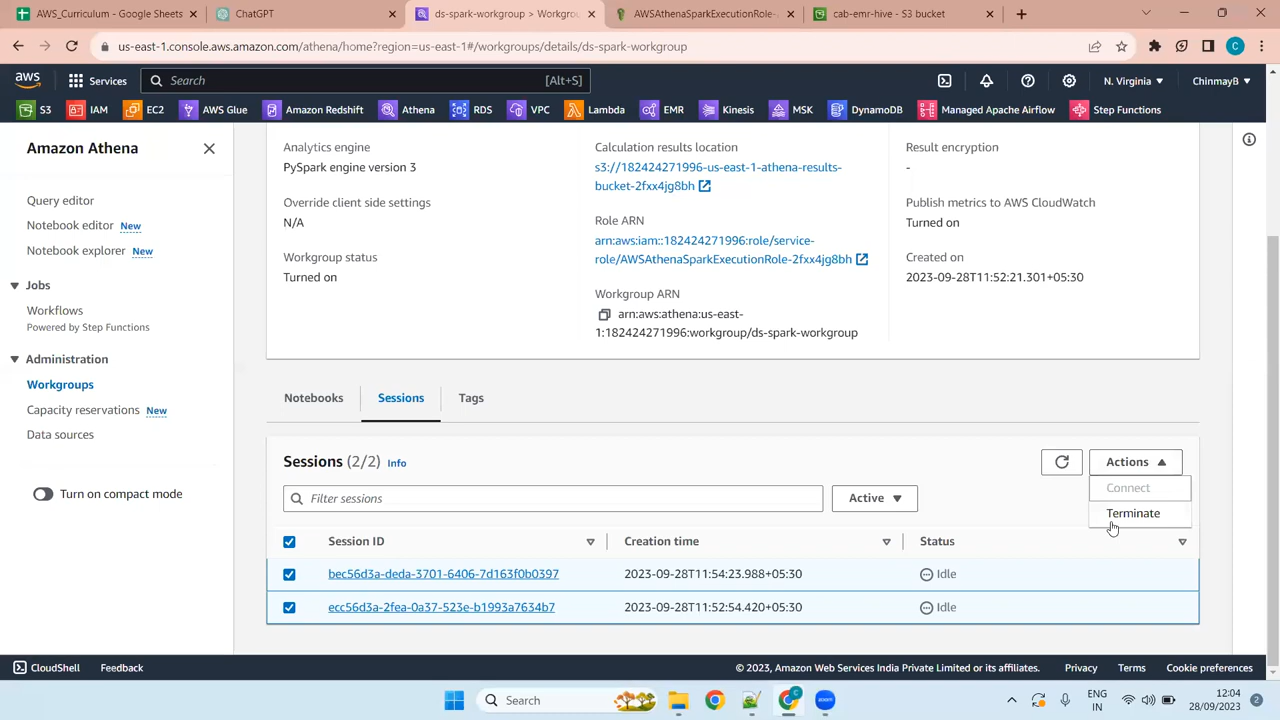 AWS_Curriculum - Google Sheets
ChatGPT
ds-spark-workgroup > Workgrou
AWSAthenaSparkExecutionRole-
cab-emr-hive - S3 bucket
us-east-1.console.aws.amazon.com/athena/home?region=us-east-1#/workgroups/details/ds-spark-workgroup
C
aws
Services
Search
[Alt+S]
N. Virginia
ChinmayB
S3
IAM
EC2
AWS Glue
Amazon Redshift
Athena
RDS
VPC
Lambda
EMR
Kinesis
MSK
DynamoDB
Managed Apache Airflow
Step Functions
Amazon Athena
Query editor
Notebook editor New
Notebook explorer New
Jobs
Workflows
Powered by Step Functions
Administration
Workgroups
Capacity reservations New
Data sources
Turn on compact mode
Analytics engine
PySpark engine version 3
Override client side settings
N/A
Workgroup status
Turned on
Calculation results location
s3://182424271996-us-east-1-athena-results-
bucket-2fxx4jg8bh
Role ARN
arn:aws:iam::182424271996:role/service-
role/AWSAthenaSparkExecutionRole-2fxx4jg8bh
Workgroup ARN
arn:aws:athena:us-east-
1:182424271996:workgroup/ds-spark-workgroup
Result encryption
-
Publish metrics to AWS CloudWatch
Turned on
Created on
2023-09-28T11:52:21.301+05:30
Notebooks
Sessions
Tags
Sessions (2/2) Info
Actions
Connect
Terminate
Filter sessions
Active
Session ID
Creation time
Status
bec56d3a-deda-3701-6406-7d163f0b0397
2023-09-28T11:54:23.988+05:30
Idle
ecc56d3a-2fea-0a37-523e-b1993a7634b7
2023-09-28T11:52:54.420+05:30
Idle
CloudShell
Feedback
© 2023, Amazon Web Services India Private Limited or its affiliates.
Privacy
Terms
Cookie preferences
Search
ENG
IN
12:04
28/09/2023
2